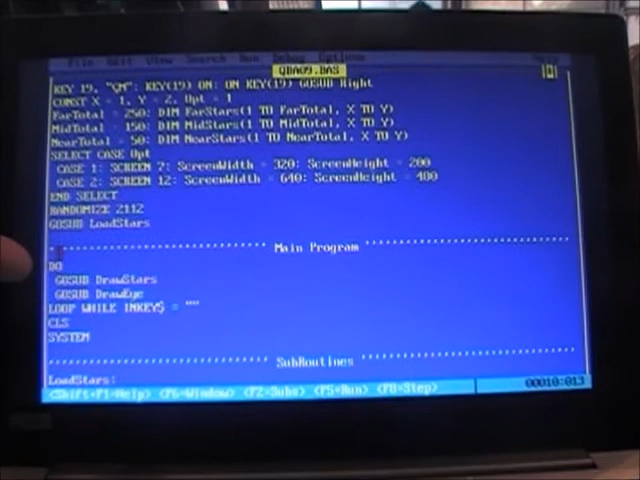 File Edit View Search Run Debug Options
QBA09.BAS
KEY 19, "QM": KEY(19) ON: ON KEY(19) GOSUB Right
CONST X = 1, Y = 2, Opt = 1
FarTotal = 250: DIM FarStars(1 TO FarTotal, X TO Y)
MidTotal = 150: DIM MidStars(1 TO MidTotal, X TO Y)
NearTotal = 50: DIM NearStars(1 TO NearTotal, X TO Y)
SELECT CASE Opt
CASE 1: SCREEN 7: ScreenWidth = 320: ScreenHeight = 200
CASE 2: SCREEN 12: ScreenWidth = 640: ScreenHeight = 480
END SELECT
RANDOMIZE 2112
GOSUB LoadStars
Main Program
DO
GOSUB DrawStars
GOSUB DrawEye
LOOP WHILE INKEY$ = ""
CLS
SYSTEM
SubRoutines
LoadStars:
<Shift+F1=Help> <F6=Window> <F2=Subs> <F5=Run> <F8=Step> 00018:013